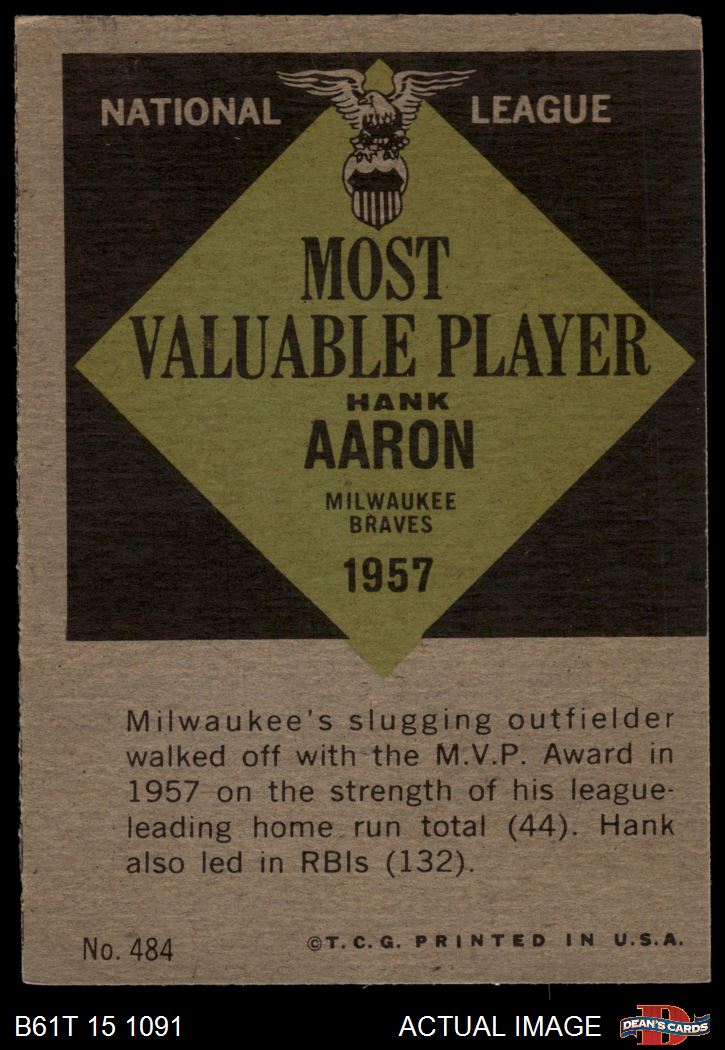 NATIONAL LEAGUE
MOST
VALUABLE PLAYER
HANK
AARON
MILWAUKEE
BRAVES
1957
Milwaukee's slugging outfielder
walked off with the M.V.P. Award in
1957 on the strength of his league-
leading home run total (44). Hank
also led in RBIs (132).
No. 484 ©T.C.G. PRINTED IN U.S.A.
B61T 15 1091 ACTUAL IMAGE DEAN'S CARDS